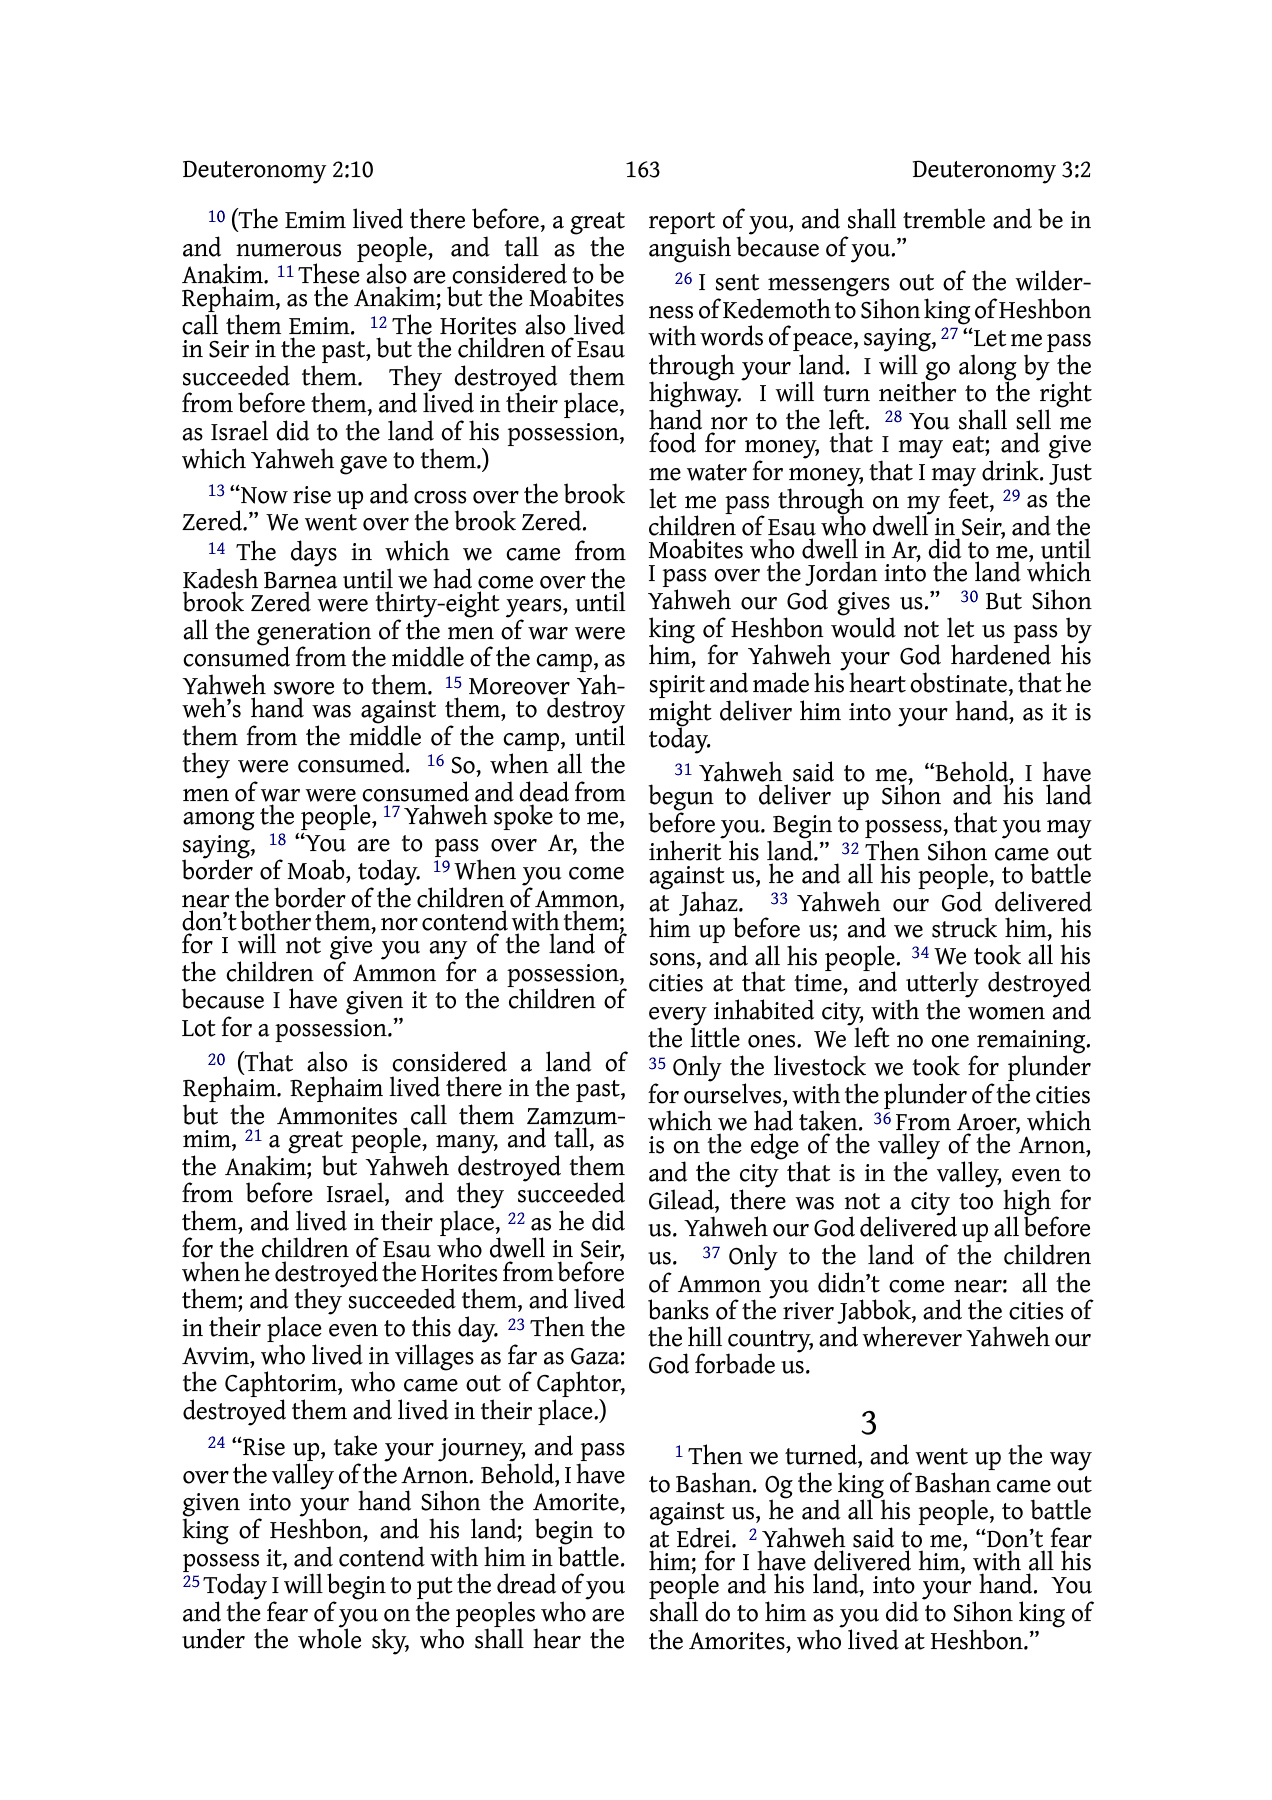 Deuteronomy 2:10 163 Deuteronomy 3:2
10 (The Emim lived there before, a great
and numerous people, and tall as the
Anakim. 11 These also are considered to be
Rephaim, as the Anakim; but the Moabites
call them Emim. 12 The Horites also lived
in Seir in the past, but the children of Esau
succeeded them. They destroyed them
from before them, and lived in their place,
as Israel did to the land of his possession,
which Yahweh gave to them.)
13 “Now rise up and cross over the brook
Zered.” We went over the brook Zered.
14 The days in which we came from
Kadesh Barnea until we had come over the
brook Zered were thirty-eight years, until
all the generation of the men of war were
consumed from the middle of the camp, as
Yahweh swore to them. 15 Moreover Yah-
weh’s hand was against them, to destroy
them from the middle of the camp, until
they were consumed. 16 So, when all the
men of war were consumed and dead from
among the people, 17 Yahweh spoke to me,
saying, 18 “You are to pass over Ar, the
border of Moab, today. 19 When you come
near the border of the children of Ammon,
don’t bother them, nor contend with them;
for I will not give you any of the land of
the children of Ammon for a possession,
because I have given it to the children of
Lot for a possession.”
20 (That also is considered a land of
Rephaim. Rephaim lived there in the past,
but the Ammonites call them Zamzum-
mim, 21 a great people, many, and tall, as
the Anakim; but Yahweh destroyed them
from before Israel, and they succeeded
them, and lived in their place, 22 as he did
for the children of Esau who dwell in Seir,
when he destroyed the Horites from before
them; and they succeeded them, and lived
in their place even to this day. 23 Then the
Avvim, who lived in villages as far as Gaza:
the Caphtorim, who came out of Caphtor,
destroyed them and lived in their place.)
24 “Rise up, take your journey, and pass
over the valley of the Arnon. Behold, I have
given into your hand Sihon the Amorite,
king of Heshbon, and his land; begin to
possess it, and contend with him in battle.
25 Today I will begin to put the dread of you
and the fear of you on the peoples who are
under the whole sky, who shall hear the
report of you, and shall tremble and be in
anguish because of you.”
26 I sent messengers out of the wilder-
ness of Kedemoth to Sihon king of Heshbon
with words of peace, saying, 27 “Let me pass
through your land. I will go along by the
highway. I will turn neither to the right
hand nor to the left. 28 You shall sell me
food for money, that I may eat; and give
me water for money, that I may drink. Just
let me pass through on my feet, 29 as the
children of Esau who dwell in Seir, and the
Moabites who dwell in Ar, did to me, until
I pass over the Jordan into the land which
Yahweh our God gives us.” 30 But Sihon
king of Heshbon would not let us pass by
him, for Yahweh your God hardened his
spirit and made his heart obstinate, that he
might deliver him into your hand, as it is
today.
31 Yahweh said to me, “Behold, I have
begun to deliver up Sihon and his land
before you. Begin to possess, that you may
inherit his land.” 32 Then Sihon came out
against us, he and all his people, to battle
at Jahaz. 33 Yahweh our God delivered
him up before us; and we struck him, his
sons, and all his people. 34 We took all his
cities at that time, and utterly destroyed
every inhabited city, with the women and
the little ones. We left no one remaining.
35 Only the livestock we took for plunder
for ourselves, with the plunder of the cities
which we had taken. 36 From Aroer, which
is on the edge of the valley of the Arnon,
and the city that is in the valley, even to
Gilead, there was not a city too high for
us. Yahweh our God delivered up all before
us. 37 Only to the land of the children
of Ammon you didn’t come near: all the
banks of the river Jabbok, and the cities of
the hill country, and wherever Yahweh our
God forbade us.
3
1 Then we turned, and went up the way
to Bashan. Og the king of Bashan came out
against us, he and all his people, to battle
at Edrei. 2 Yahweh said to me, “Don’t fear
him; for I have delivered him, with all his
people and his land, into your hand. You
shall do to him as you did to Sihon king of
the Amorites, who lived at Heshbon.”